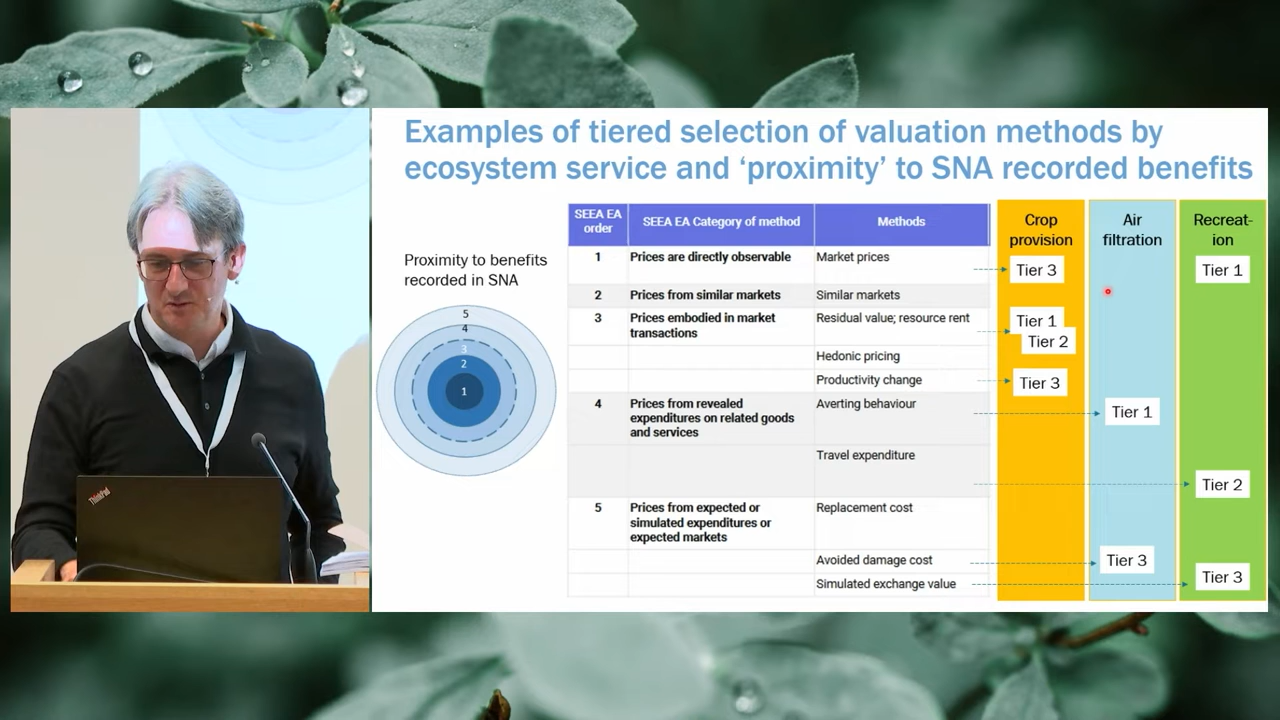 Examples of tiered selection of valuation methods by
ecosystem service and ‘proximity’ to SNA recorded benefits
Proximity to benefits
recorded in SNA
5
4
3
2
1
SEEA EA
order
SEEA EA Category of method
Methods
1 Prices are directly observable Market prices
2 Prices from similar markets Similar markets
3 Prices embodied in market Residual value; resource rent
transactions
Hedonic pricing
Productivity change
4 Prices from revealed Averting behaviour
expenditures on related goods
and services
Travel expenditure
5 Prices from expected or Replacement cost
simulated expenditures or
expected markets
Avoided damage cost
Simulated exchange value
Crop
provision
Tier 3
Tier 1
Tier 2
Tier 3
Air
filtration
Tier 1
Tier 3
Recreat-
ion
Tier 1
Tier 2
Tier 3
ThinkPad